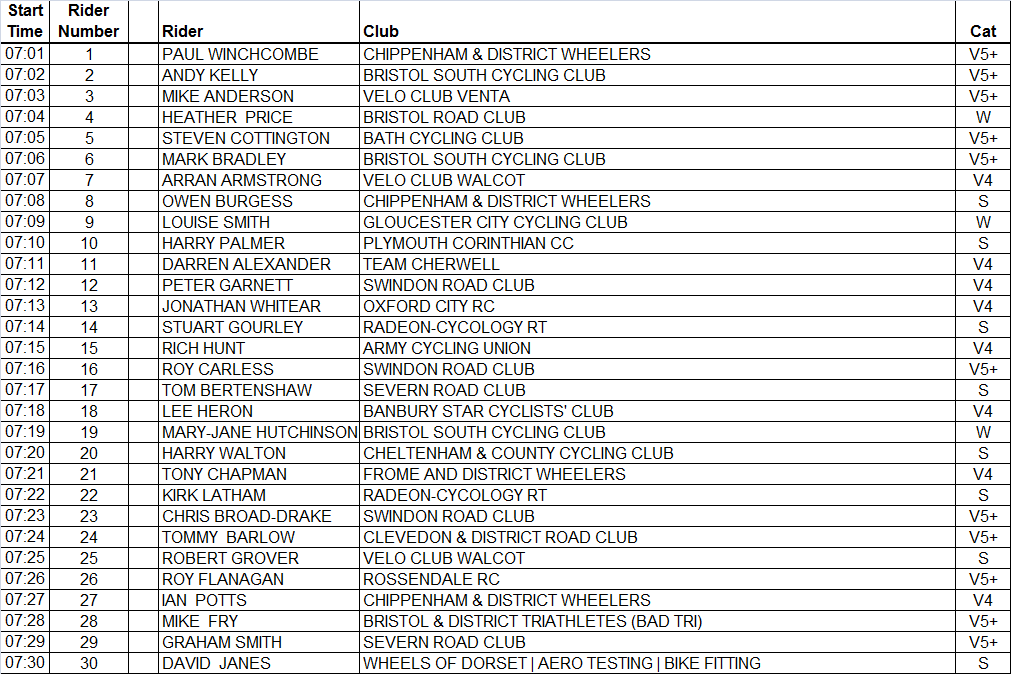 Start Rider
Time Number Rider Club Cat
07:01 1 PAUL WINCHCOMBE CHIPPENHAM & DISTRICT WHEELERS V5+
07:02 2 ANDY KELLY BRISTOL SOUTH CYCLING CLUB V5+
07:03 3 MIKE ANDERSON VELO CLUB VENTA V5+
07:04 4 HEATHER PRICE BRISTOL ROAD CLUB W
07:05 5 STEVEN COTTINGTON BATH CYCLING CLUB V5+
07:06 6 MARK BRADLEY BRISTOL SOUTH CYCLING CLUB V5+
07:07 7 ARRAN ARMSTRONG VELO CLUB WALCOT V4
07:08 8 OWEN BURGESS CHIPPENHAM & DISTRICT WHEELERS S
07:09 9 LOUISE SMITH GLOUCESTER CITY CYCLING CLUB W
07:10 10 HARRY PALMER PLYMOUTH CORINTHIAN CC S
07:11 11 DARREN ALEXANDER TEAM CHERWELL V4
07:12 12 PETER GARNETT SWINDON ROAD CLUB V4
07:13 13 JONATHAN WHITEAR OXFORD CITY RC V4
07:14 14 STUART GOURLEY RADEON-CYCOLOGY RT S
07:15 15 RICH HUNT ARMY CYCLING UNION V4
07:16 16 ROY CARLESS SWINDON ROAD CLUB V5+
07:17 17 TOM BERTENSHAW SEVERN ROAD CLUB S
07:18 18 LEE HERON BANBURY STAR CYCLISTS' CLUB V4
07:19 19 MARY-JANE HUTCHINSON BRISTOL SOUTH CYCLING CLUB W
07:20 20 HARRY WALTON CHELTENHAM & COUNTY CYCLING CLUB S
07:21 21 TONY CHAPMAN FROME AND DISTRICT WHEELERS V4
07:22 22 KIRK LATHAM RADEON-CYCOLOGY RT S
07:23 23 CHRIS BROAD-DRAKE SWINDON ROAD CLUB V5+
07:24 24 TOMMY BARLOW CLEVEDON & DISTRICT ROAD CLUB V5+
07:25 25 ROBERT GROVER VELO CLUB WALCOT S
07:26 26 ROY FLANAGAN ROSSENDALE RC V5+
07:27 27 IAN POTTS CHIPPENHAM & DISTRICT WHEELERS V4
07:28 28 MIKE FRY BRISTOL & DISTRICT TRIATHLETES (BAD TRI) V5+
07:29 29 GRAHAM SMITH SEVERN ROAD CLUB V5+
07:30 30 DAVID JANES WHEELS OF DORSET | AERO TESTING | BIKE FITTING S